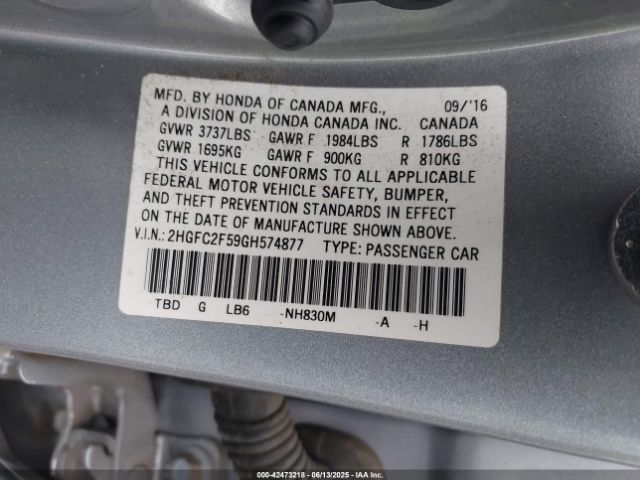 MFD. BY HONDA OF CANADA MFG., 09/'16
A DIVISION OF HONDA CANADA INC. CANADA
GVWR 3737LBS GAWR F 1984LBS R 1786LBS
GVWR 1695KG GAWR F 900KG R 810KG
THIS VEHICLE CONFORMS TO ALL APPLICABLE
FEDERAL MOTOR VEHICLE SAFETY, BUMPER,
AND THEFT PREVENTION STANDARDS IN EFFECT
ON THE DATE OF MANUFACTURE SHOWN ABOVE.
V.I.N.: 2HGFC2F59GH574877 TYPE: PASSENGER CAR
TBD G LB6 -NH830M -A -H
000-42473218 - 06/13/2025 - IAA Inc.